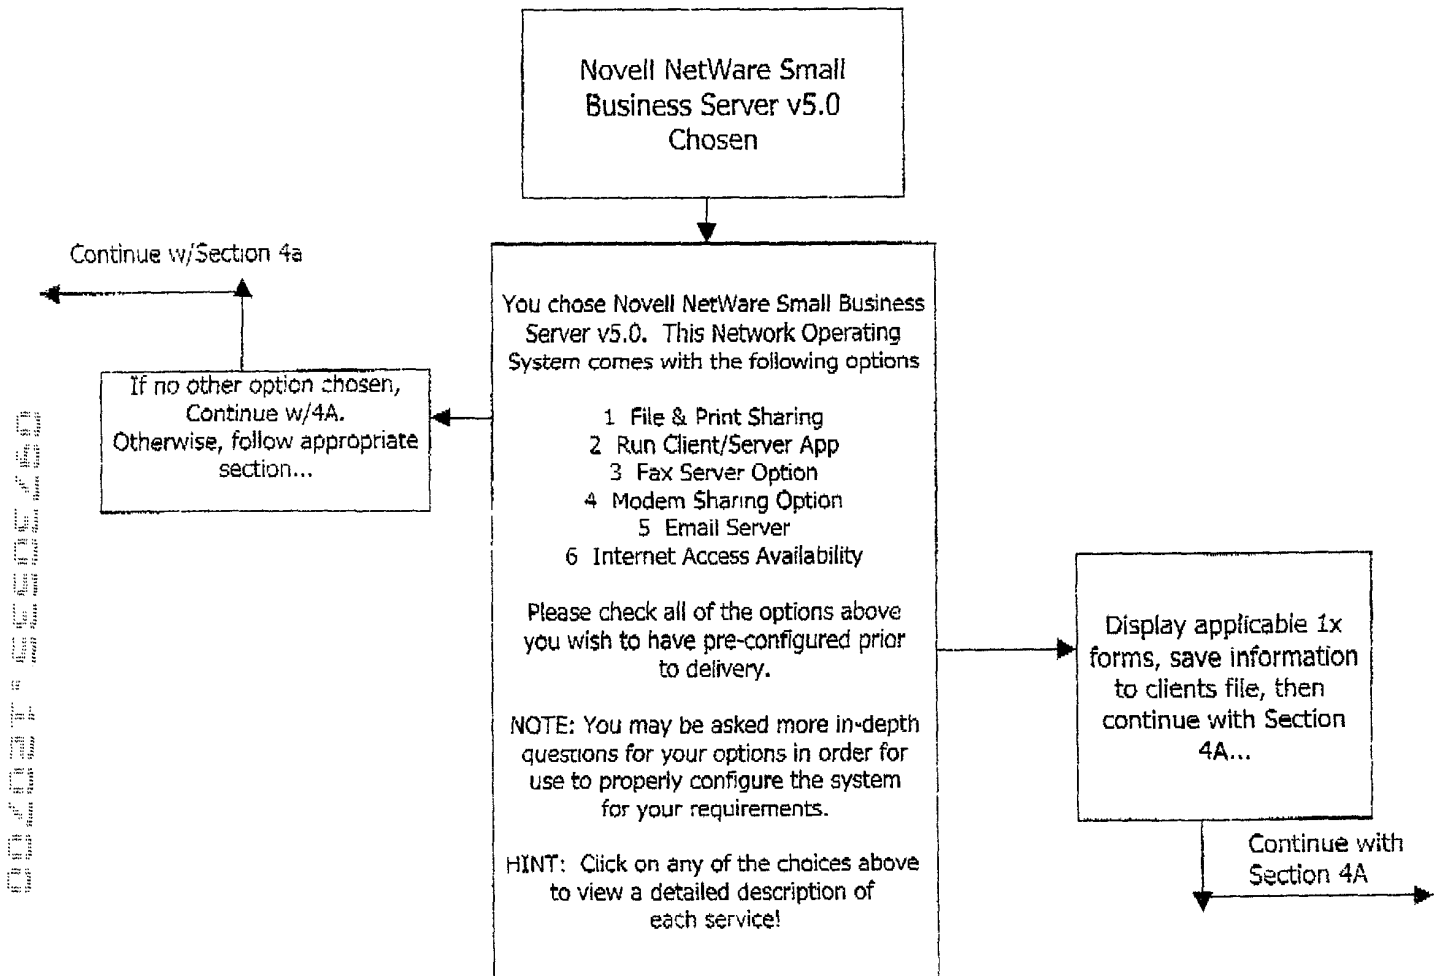 Novell NetWare Small
Business Server v5.0
Chosen
Continue w/Section 4a
You chose Novell NetWare Small Business
Server v5.0. This Network Operating
System comes with the following options
1 File & Print Sharing
2 Run Client/Server App
3 Fax Server Option
4 Modem Sharing Option
5 Email Server
6 Internet Access Availability
Please check all of the options above
you wish to have pre-configured prior
to delivery.
NOTE: You may be asked more in-depth
questions for your options in order for
use to properly configure the system
for your requirements.
HINT: Click on any of the choices above
to view a detailed description of
each service!
If no other option chosen,
Continue w/4A.
Otherwise, follow appropriate
section...
Display applicable 1x
forms, save information
to clients file, then
continue with Section
4A...
Continue with
Section 4A
09730535.120700